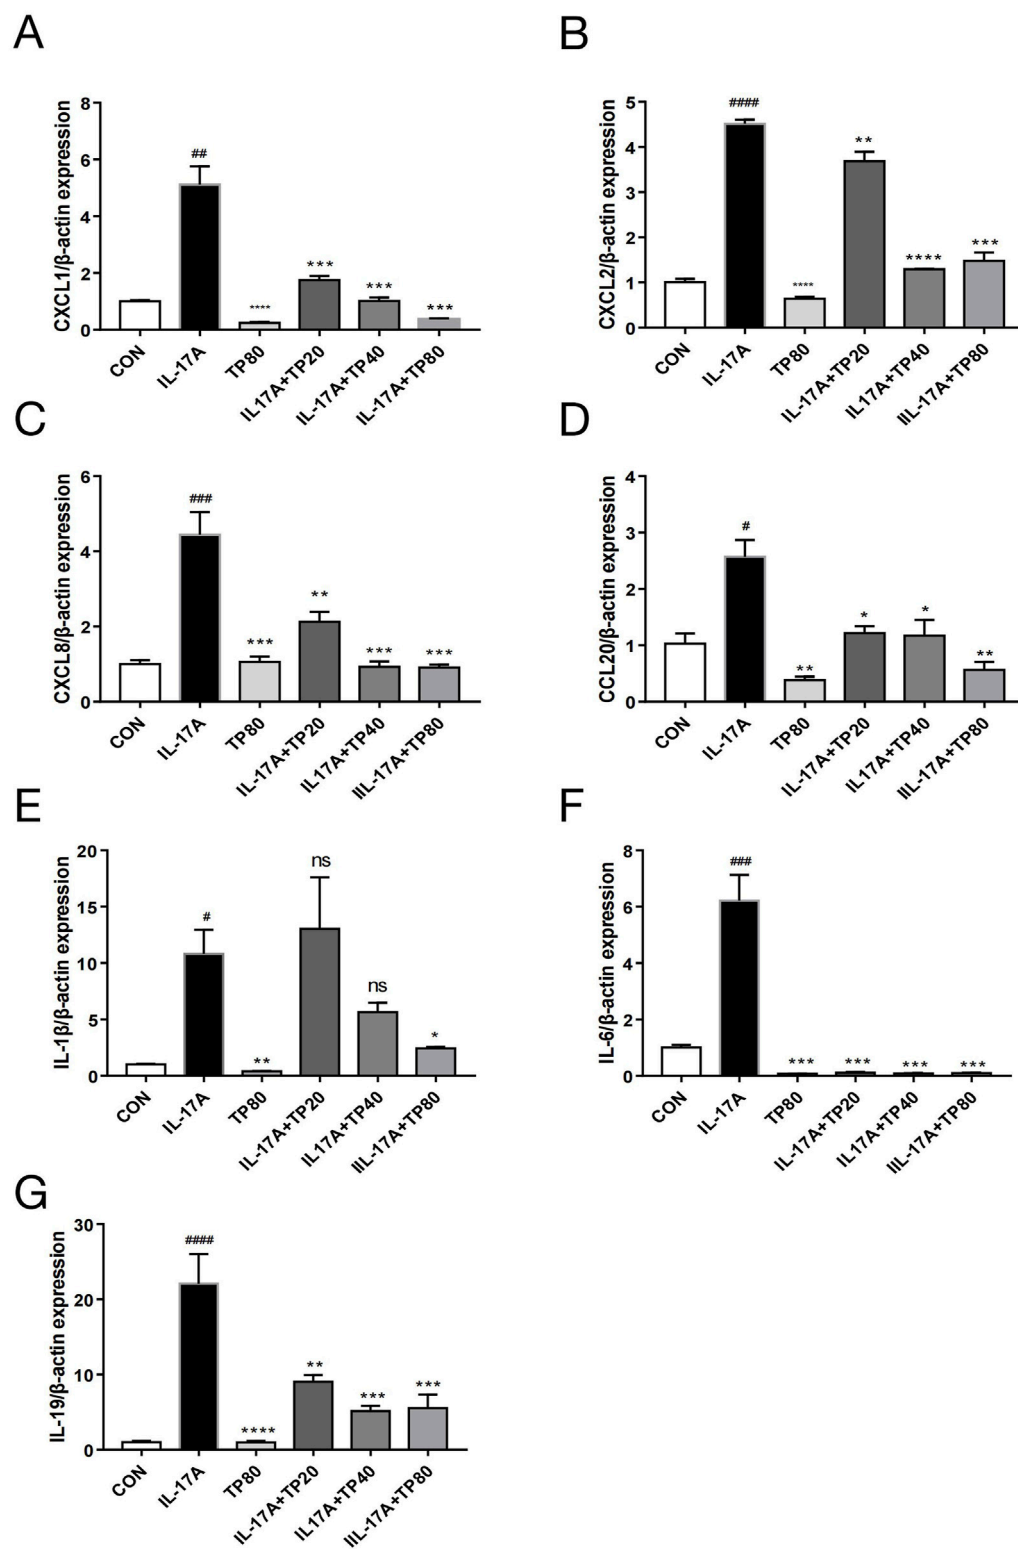 A
CXCL1/β-actin expression
8
6
4
2
0
##
****
***
***
***
CON
IL-17A
TP80
IL17A+TP20
IL-17A+TP40
IL-17A+TP80
B
CXCL2/β-actin expression
5
4
3
2
1
0
####
****
**
****
***
CON
IL-17A
TP80
IL-17A+TP20
IL17A+TP40
IIL-17A+TP80
C
CXCL8/β-actin expression
6
4
2
0
###
***
**
***
***
CON
IL-17A
TP80
IL-17A+TP20
IL17A+TP40
IIL-17A+TP80
D
CCL20/β-actin expression
4
3
2
1
0
#
**
*
*
**
CON
IL-17A
TP80
IL-17A+TP20
IL17A+TP40
IIL-17A+TP80
E
IL-1β/β-actin expression
20
15
10
5
0
#
**
ns
ns
*
CON
IL-17A
TP80
IL-17A+TP20
IL17A+TP40
IIL-17A+TP80
F
IL-6/β-actin expression
8
6
4
2
0
###
***
***
***
***
CON
IL-17A
TP80
IL-17A+TP20
IL17A+TP40
IIL-17A+TP80
G
IL-19/β-actin expression
30
20
10
0
####
****
**
***
***
CON
IL-17A
TP80
IL-17A+TP20
IL17A+TP40
IIL-17A+TP80